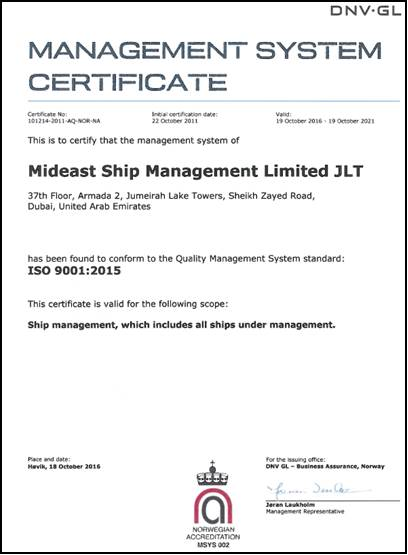 DNV·GL
MANAGEMENT SYSTEM
CERTIFICATE
Certificate No: Initial certification date: Valid:
101214-2011-AQ-NOR-NA 22 October 2011 19 October 2016 - 19 October 2021
This is to certify that the management system of
Mideast Ship Management Limited JLT
37th Floor, Armada 2, Jumeirah Lake Towers, Sheikh Zayed Road,
Dubai, United Arab Emirates
has been found to conform to the Quality Management System standard:
ISO 9001:2015
This certificate is valid for the following scope:
Ship management, which includes all ships under management.
Place and date: For the issuing office:
Høvik, 18 October 2016 DNV GL – Business Assurance, Norway
Jøran Laukholm
Management Representative
NORWEGIAN
ACCREDITATION
MSYS 002